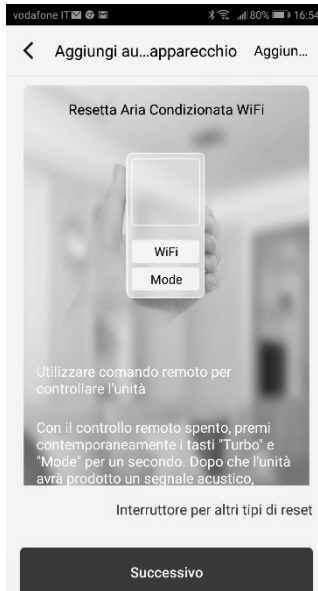 vodafone IT 80% 16:54
Aggiungi au...apparecchio Aggiun...
Resetta Aria Condizionata WiFi
WiFi
Mode
Utilizzare comando remoto per
controllare l'unità
Con il controllo remoto spento, premi
contemporaneamente i tasti "Turbo" e
"Mode" per un secondo. Dopo che l'unità
avrà prodotto un segnale acustico,
Interruttore per altri tipi di reset
Successivo